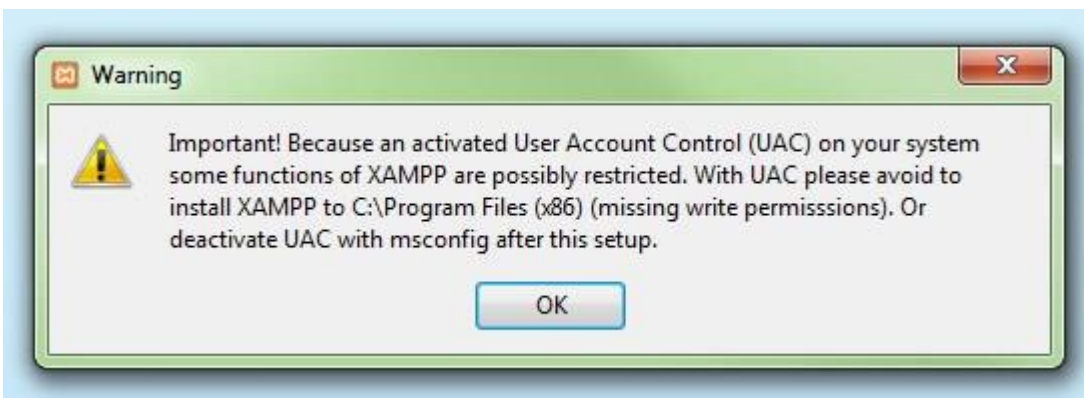 Warning
Important! Because an activated User Account Control (UAC) on your system
some functions of XAMPP are possibly restricted. With UAC please avoid to
install XAMPP to C:\Program Files (x86) (missing write permisssions). Or
deactivate UAC with msconfig after this setup.
OK